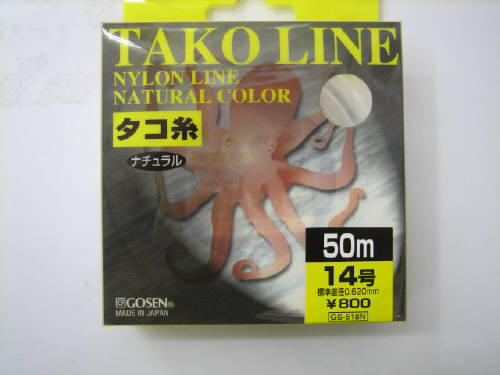 TAKO LINE
NYLON LINE
NATURAL COLOR
タコ糸
ナチュラル
50m
14号
標準直径0.620mm
¥800
GS-518N
GOSEN®
MADE IN JAPAN